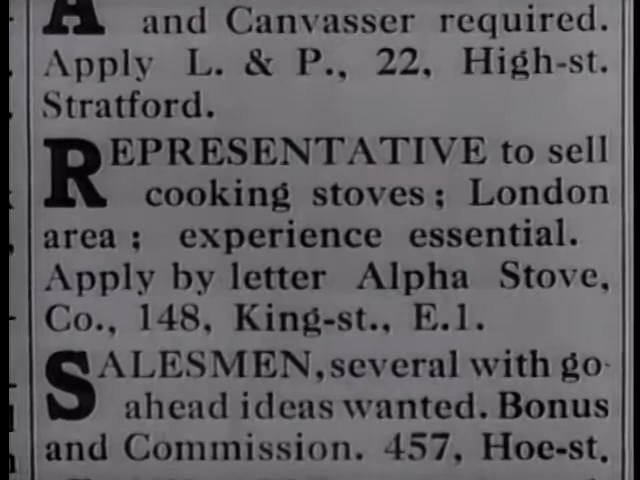 A and Canvasser required.
Apply L. & P., 22, High-st.
Stratford.
REPRESENTATIVE to sell
cooking stoves; London
area; experience essential.
Apply by letter Alpha Stove,
Co., 148, King-st., E.1.
SALESMEN, several with go-
ahead ideas wanted. Bonus
and Commission. 457, Hoe-st.